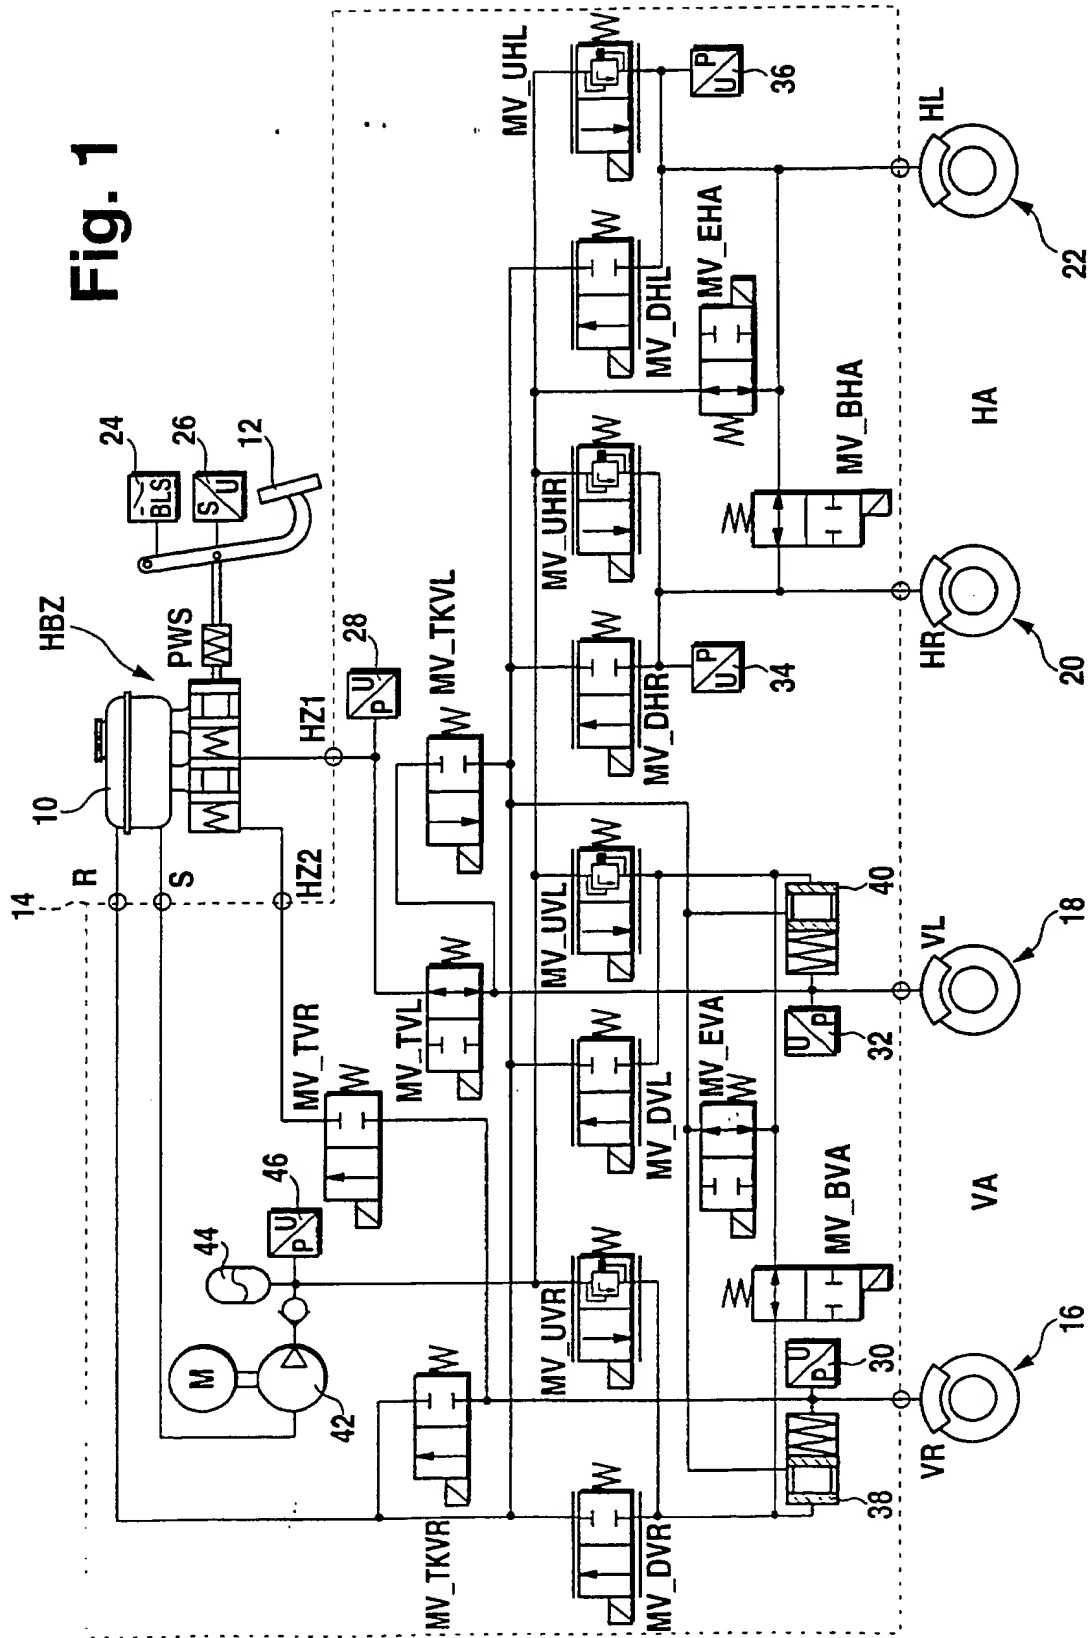 Fig. 1
24
26
12
BLS
S
U
HBZ
PWS
10
14
R
S
HZ2
HZ1
28
U
P
MV_TKVL
MV_TVR
MV_TVL
46
U
P
44
M
42
MV_TKVR
MV_UHL
MV_DHL
MV_UHR
MV_DHR
MV_UVL
MV_DVL
MV_UVR
MV_DVR
P
U
36
P
U
34
MV_EHA
MV_BHA
MV_EVA
MV_BVA
40
U
P
32
U
P
30
38
HA
VA
HL
HR
VL
VR
22
20
18
16